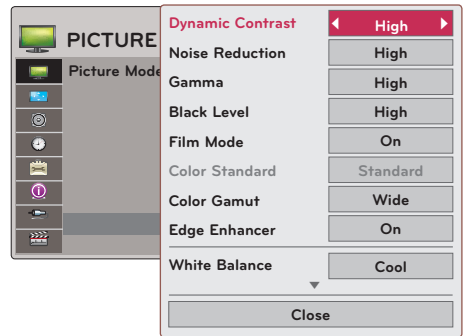 PICTURE
Picture Mode
Dynamic Contrast High
Noise Reduction High
Gamma High
Black Level High
Film Mode On
Color Standard Standard
Color Gamut Wide
Edge Enhancer On
White Balance Cool
Close